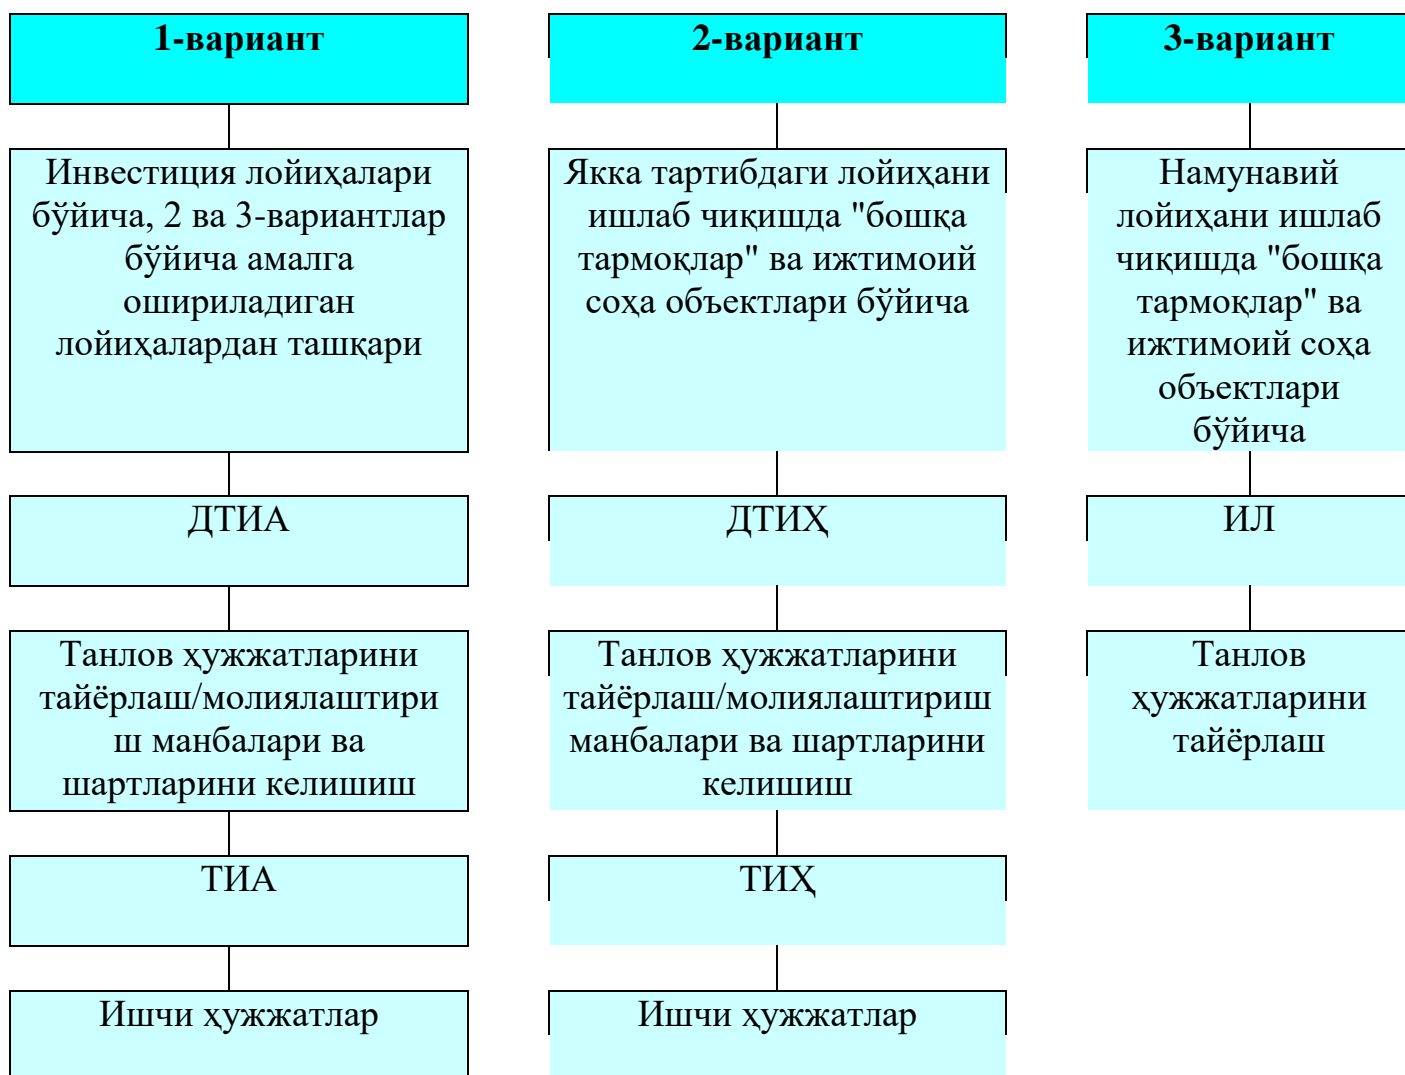 1-вариант
Инвестиция лойиҳалари
бўйича, 2 ва 3-вариантлар
бўйича амалга
ошириладиган
лойиҳалардан ташқари
ДТИА
Танлов ҳужжатларини
тайёрлаш/молиялаштири
ш манбалари ва
шартларини келишиш
ТИА
Ишчи ҳужжатлар
2-вариант
Якка тартибдаги лойиҳани
ишлаб чиқишда "бошқа
тармоқлар" ва ижтимоий
соҳа объектлари бўйича
ДТИҲ
Танлов ҳужжатларини
тайёрлаш/молиялаштириш
манбалари ва шартларини
келишиш
ТИҲ
Ишчи ҳужжатлар
3-вариант
Намунавий
лойиҳани ишлаб
чиқишда "бошқа
тармоқлар" ва
ижтимоий соҳа
объектлари
бўйича
ИЛ
Танлов
ҳужжатларини
тайёрлаш